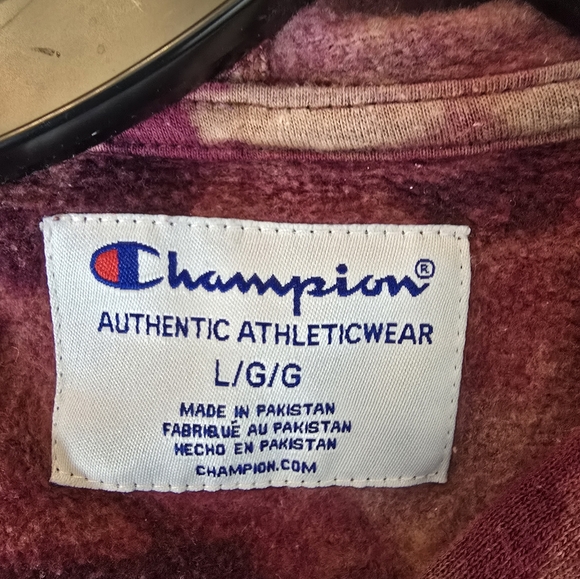 Champion®
AUTHENTIC ATHLETICWEAR
L/G/G
MADE IN PAKISTAN
FABRIQUÉ AU PAKISTAN
HECHO EN PAKISTAN
CHAMPION.COM